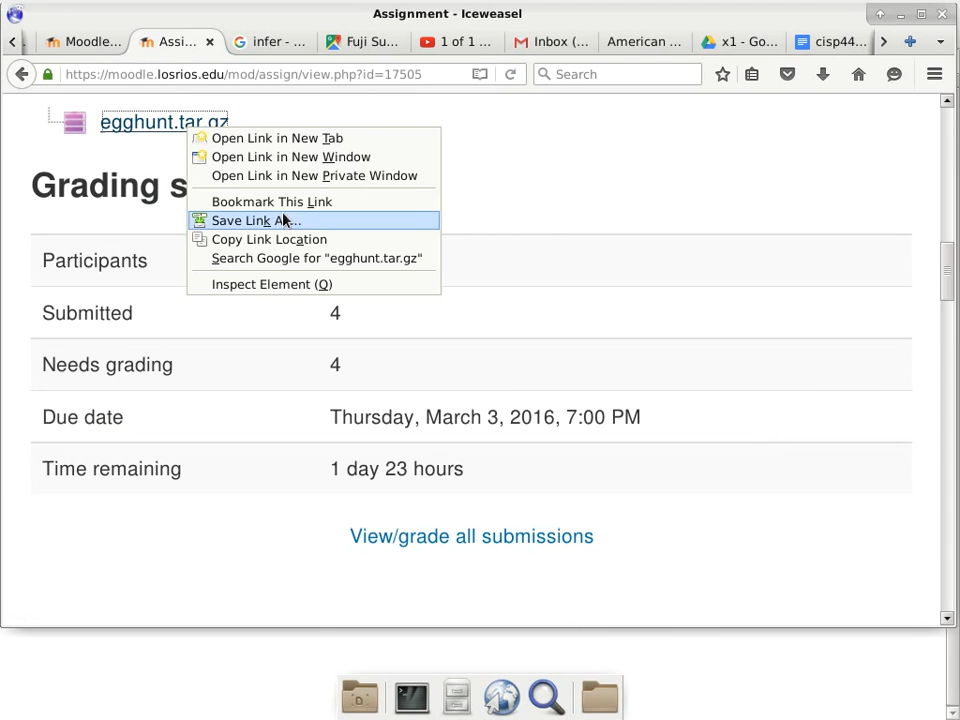 Assignment - Iceweasel
Moodle... Assi... infer - ... Fuji Su... 1 of 1 ... Inbox (... American ... x1 - Go... cisp44...
https://moodle.losrios.edu/mod/assign/view.php?id=17505 Search
egghunt.tar.gz
Open Link in New Tab
Open Link in New Window
Open Link in New Private Window
Grading s
Bookmark This Link
Save Link As...
Copy Link Location
Search Google for "egghunt.tar.gz"
Inspect Element (Q)
Participants
Submitted 4
Needs grading 4
Due date Thursday, March 3, 2016, 7:00 PM
Time remaining 1 day 23 hours
View/grade all submissions
D